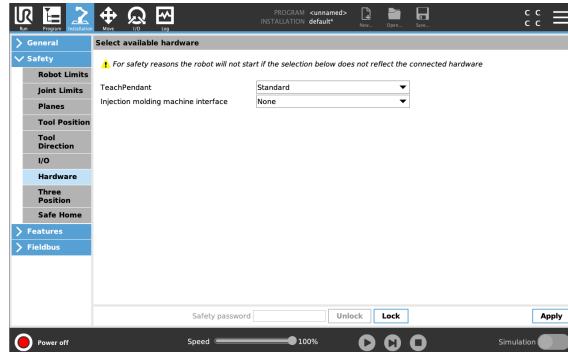 UR
Run
Program
Installation
Move
I/O
Log
PROGRAM <unnamed>
INSTALLATION default*
New...
Open...
Save...
C C
C C
General
Safety
Robot Limits
Joint Limits
Planes
Tool Position
Tool
Direction
I/O
Hardware
Three
Position
Safe Home
Features
Fieldbus
Select available hardware
For safety reasons the robot will not start if the selection below does not reflect the connected hardware
TeachPendant Standard
Injection molding machine interface None
Safety password Unlock Lock Apply
Power off Speed 100% Simulation